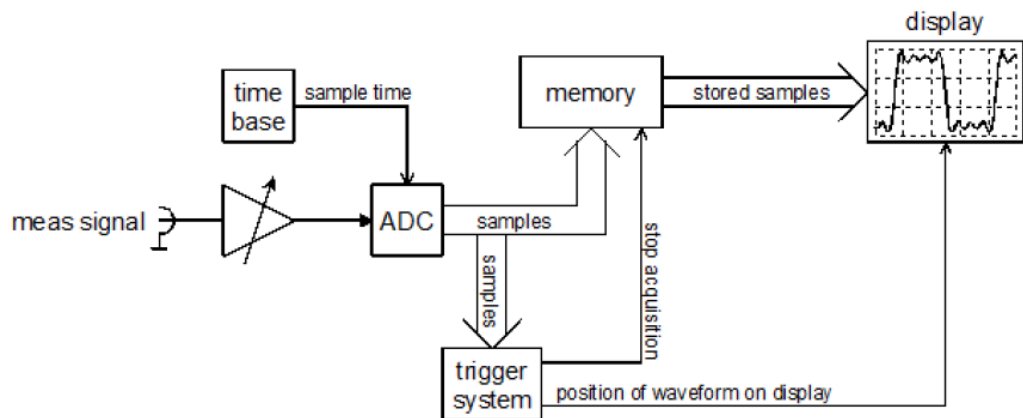 display
time
base
sample time
memory
stored samples
meas signal
ADC
samples
samples
stop acquisition
trigger
system
position of waveform on display